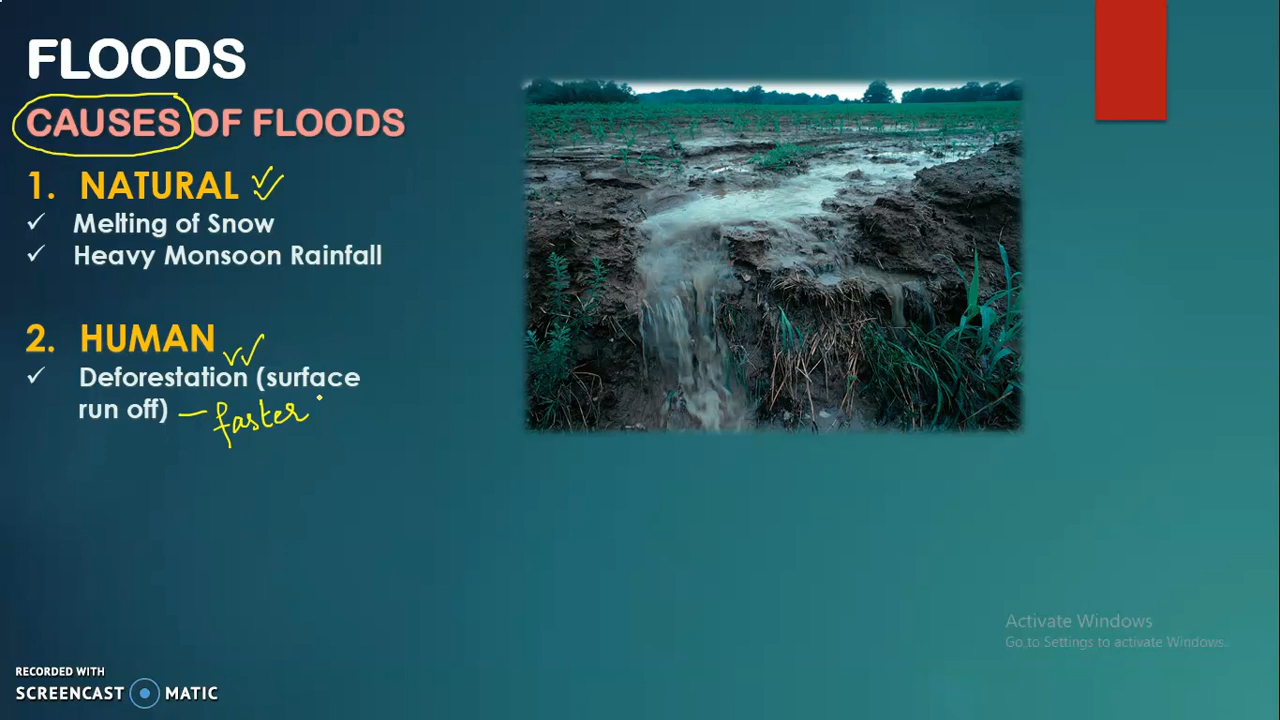 FLOODS
CAUSES OF FLOODS
1. NATURAL
✓ Melting of Snow
✓ Heavy Monsoon Rainfall
2. HUMAN
✓ Deforestation (surface
run off) — faster
Activate Windows
Go to Settings to activate Windows.
RECORDED WITH
SCREENCAST MATIC